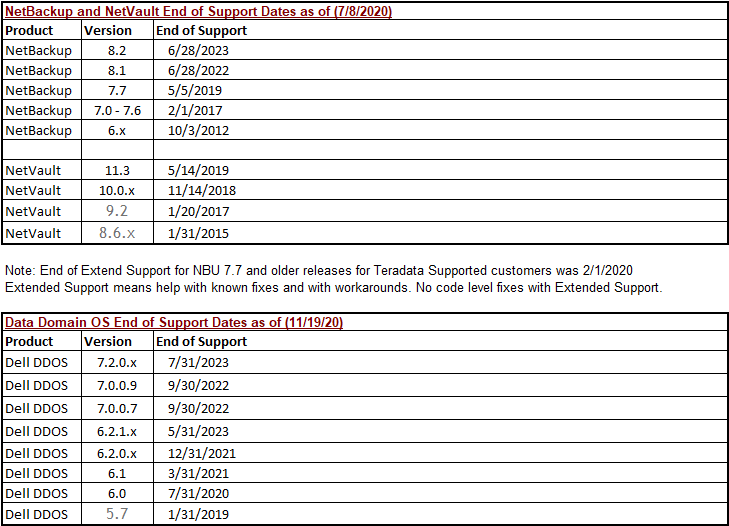 NetBackup and NetVault End of Support Dates as of (7/8/2020)
Product Version End of Support
NetBackup 8.2 6/28/2023
NetBackup 8.1 6/28/2022
NetBackup 7.7 5/5/2019
NetBackup 7.0 - 7.6 2/1/2017
NetBackup 6.x 10/3/2012
NetVault 11.3 5/14/2019
NetVault 10.0.x 11/14/2018
NetVault 9.2 1/20/2017
NetVault 8.6.x 1/31/2015
Note: End of Extend Support for NBU 7.7 and older releases for Teradata Supported customers was 2/1/2020
Extended Support means help with known fixes and with workarounds. No code level fixes with Extended Support.
Data Domain OS End of Support Dates as of (11/19/20)
Product Version End of Support
Dell DDOS 7.2.0.x 7/31/2023
Dell DDOS 7.0.0.9 9/30/2022
Dell DDOS 7.0.0.7 9/30/2022
Dell DDOS 6.2.1.x 5/31/2023
Dell DDOS 6.2.0.x 12/31/2021
Dell DDOS 6.1 3/31/2021
Dell DDOS 6.0 7/31/2020
Dell DDOS 5.7 1/31/2019